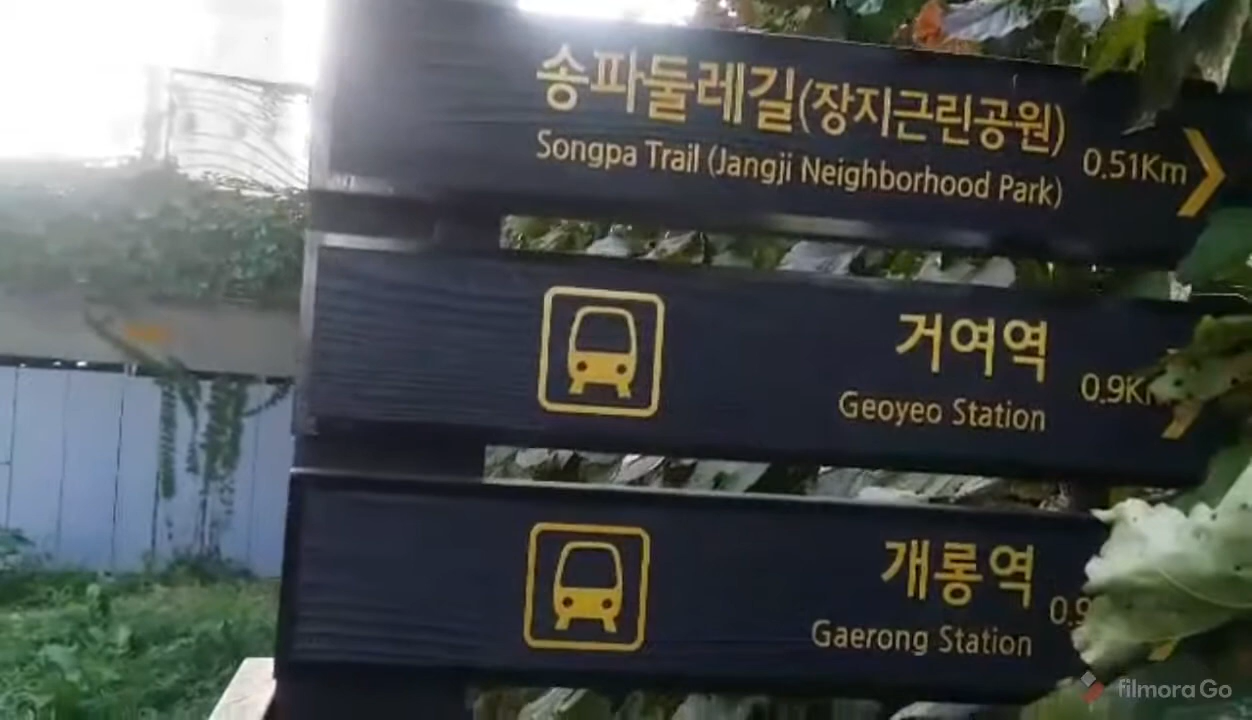 송파둘레길(장지근린공원)
Songpa Trail (Jangji Neighborhood Park) 0.51Km
거여역
Geoyeo Station
개롱역
Gaerong Station
filmora Go